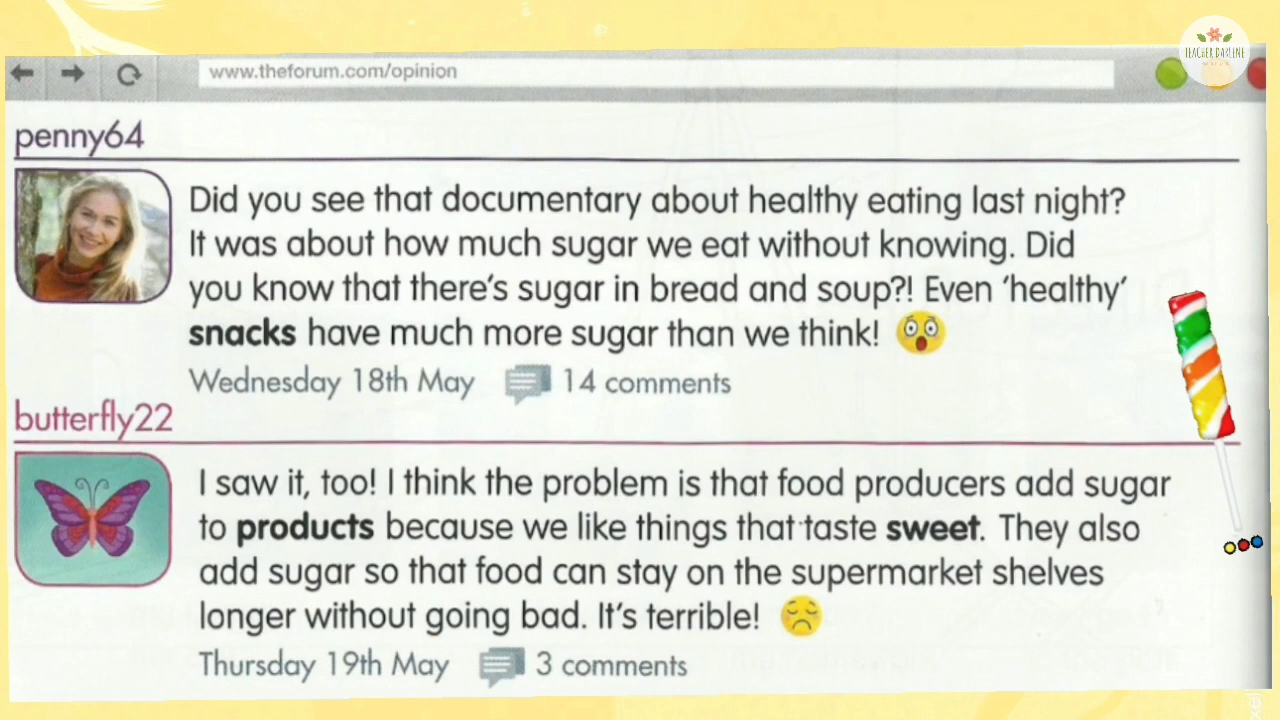 TEACHER DARLENE
www.theforum.com/opinion
penny64
Did you see that documentary about healthy eating last night?
It was about how much sugar we eat without knowing. Did
you know that there's sugar in bread and soup?! Even ‘healthy’
snacks have much more sugar than we think!
Wednesday 18th May 14 comments
butterfly22
I saw it, too! I think the problem is that food producers add sugar
to products because we like things that taste sweet. They also
add sugar so that food can stay on the supermarket shelves
longer without going bad. It's terrible!
Thursday 19th May 3 comments